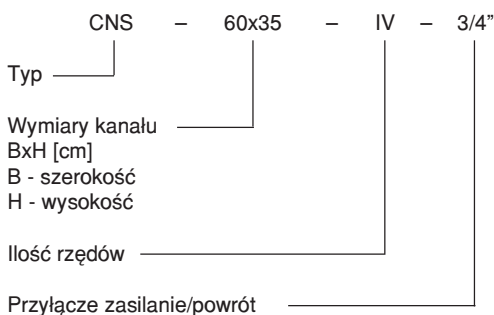 CNS – 60x35 – IV – 3/4”
Typ
Wymiary kanału
BxH [cm]
B - szerokość
H - wysokość
Ilość rzędów
Przyłącze zasilanie/powrót